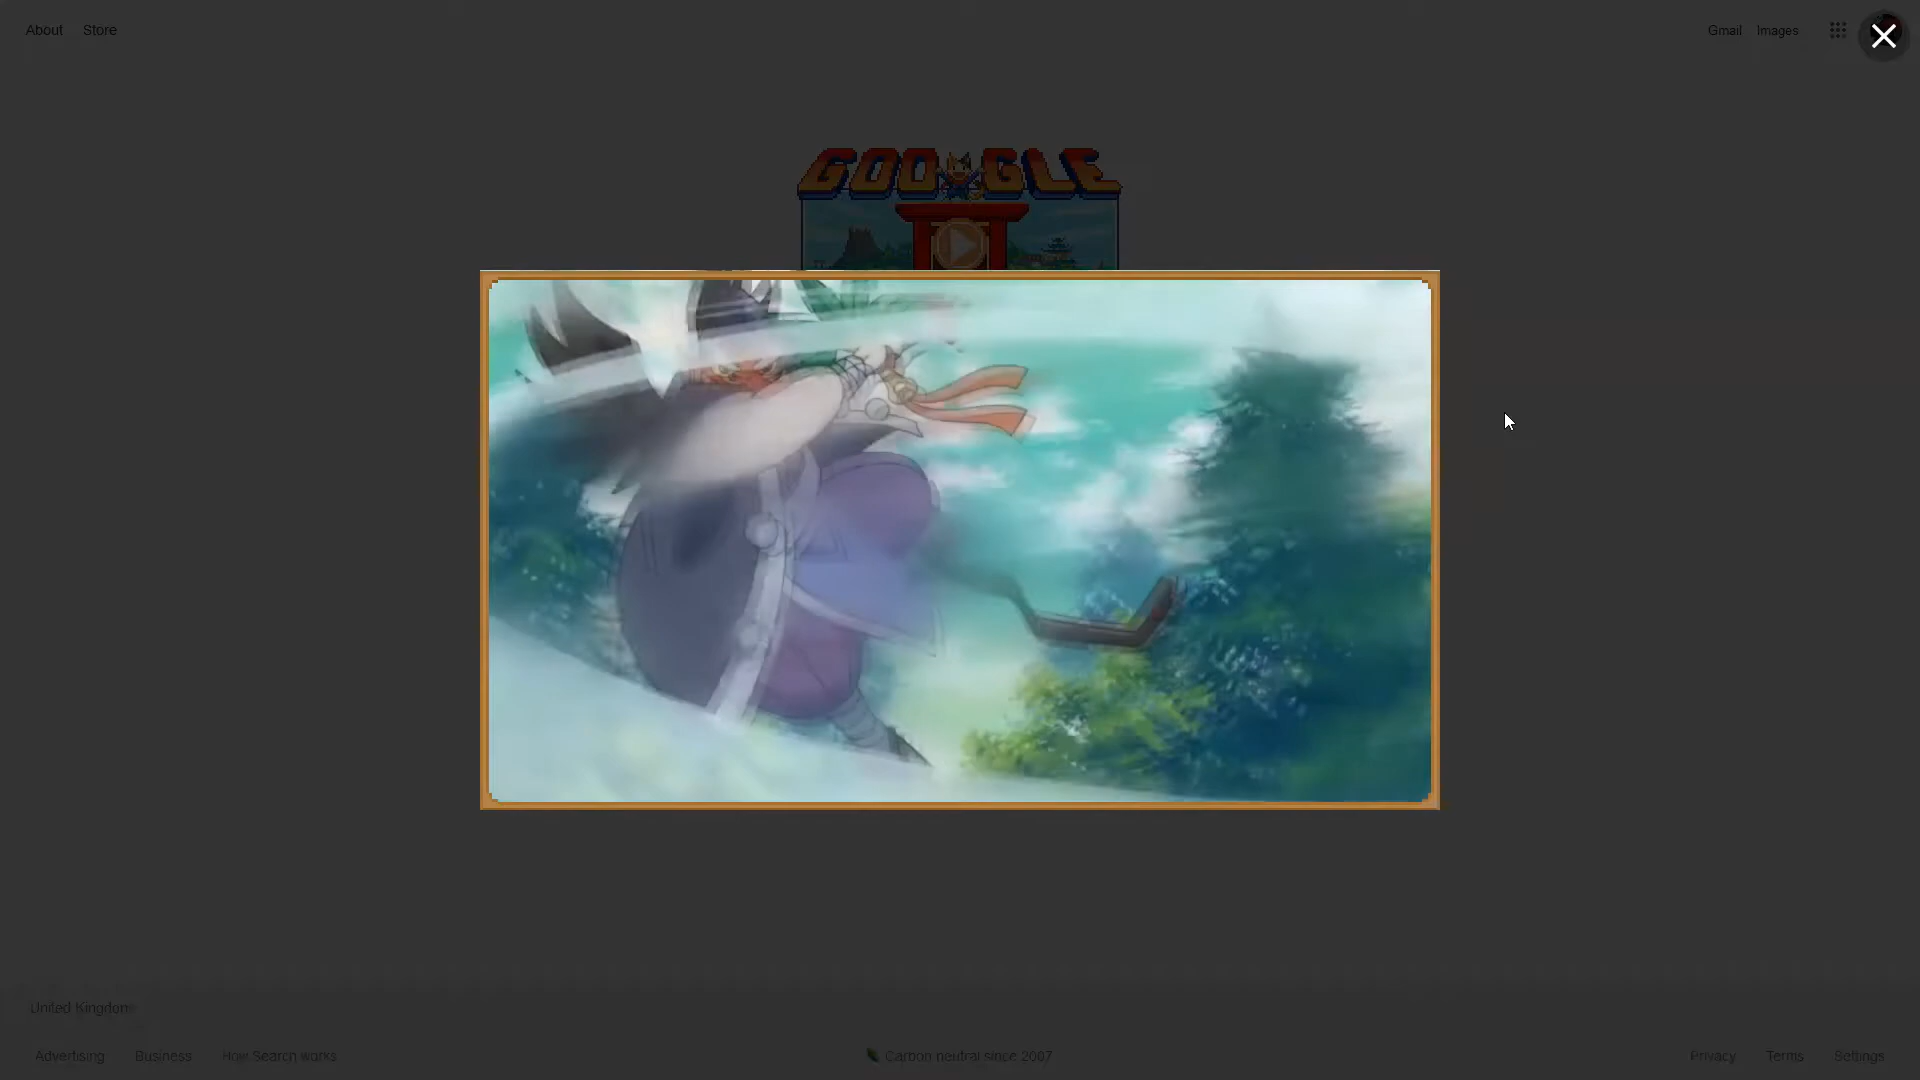 About Store Gmail Images
GOOGLE
United Kingdom
Advertising Business How Search works Carbon neutral since 2007 Privacy Terms Settings